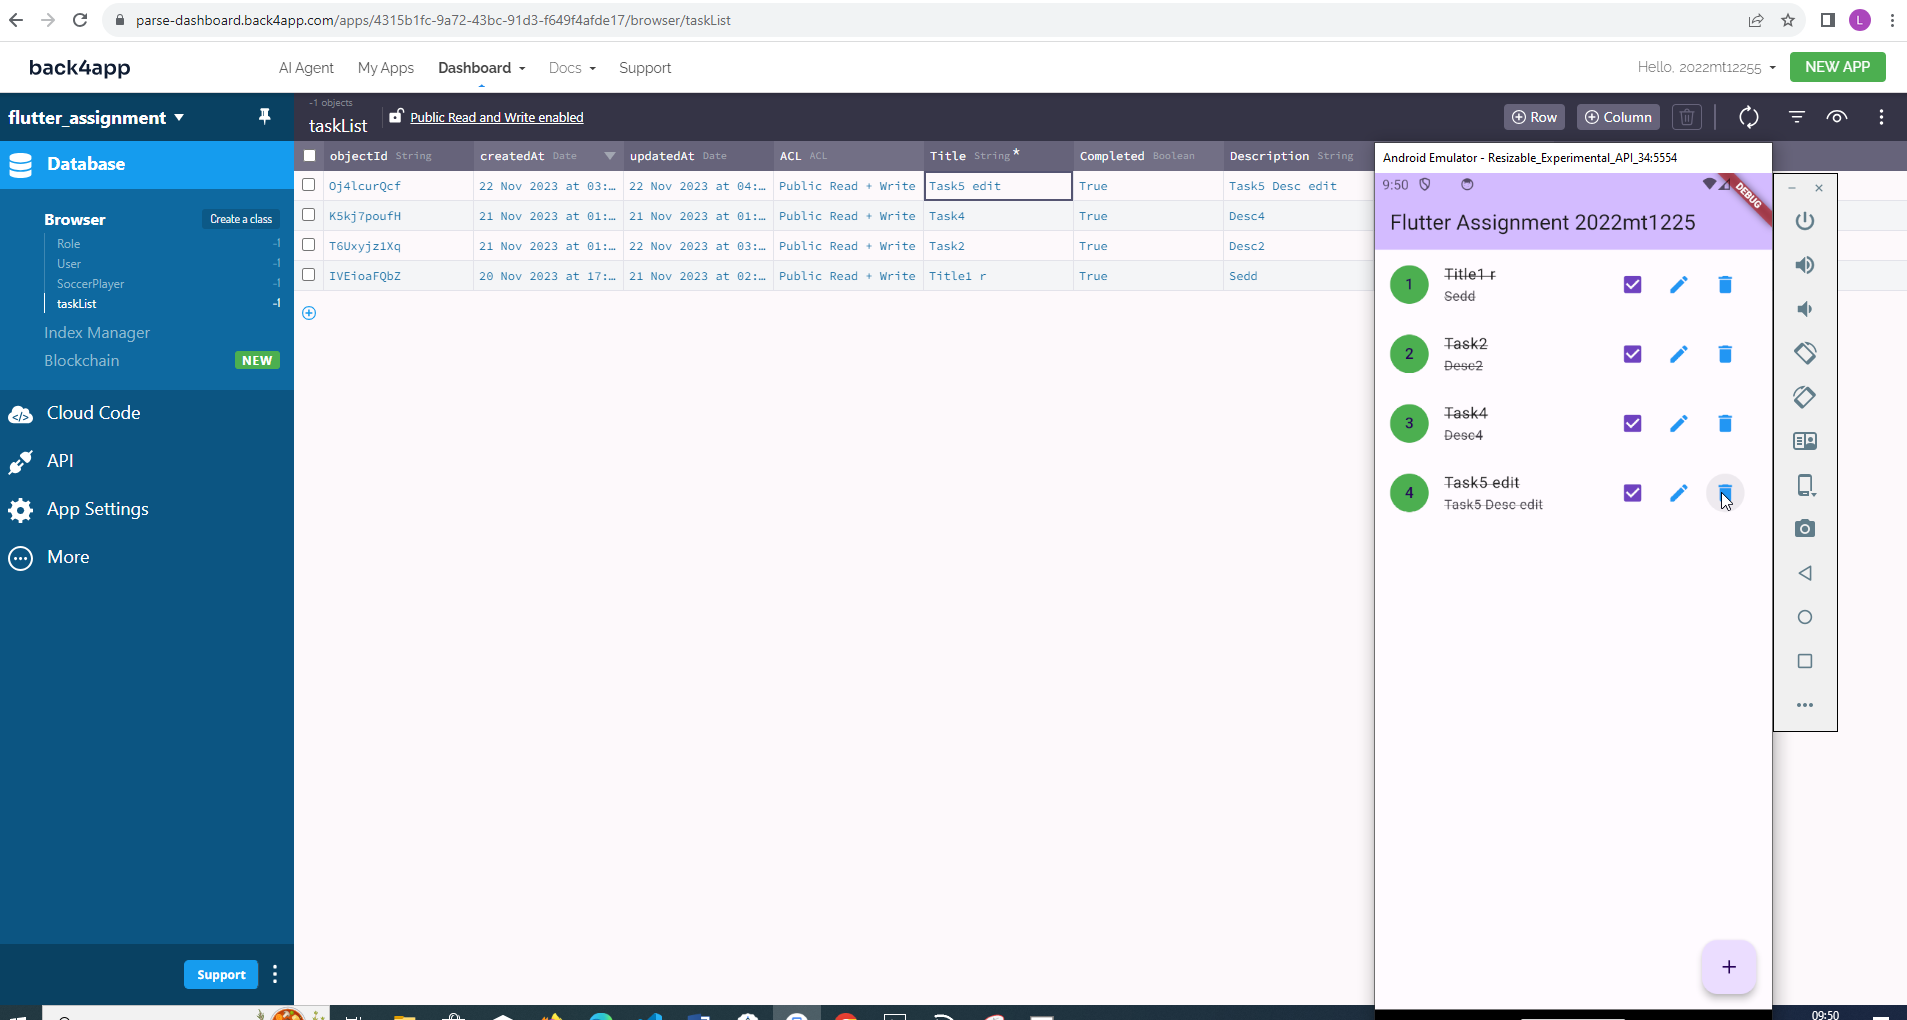 parse-dashboard.back4app.com/apps/4315b1fc-9a72-43bc-91d3-f649f4afde17/browser/taskList
L
back4app
AI Agent My Apps Dashboard Docs Support
Hello, 2022mt12255 NEW APP
flutter_assignment
-1 objects
taskList
Public Read and Write enabled
Row Column
Database
Browser Create a class
Role -1
User -1
SoccerPlayer -1
taskList -1
Index Manager
Blockchain NEW
Cloud Code
API
App Settings
More
Support
objectId String createdAt Date updatedAt Date ACL ACL Title String* Completed Boolean Description String
Oj4lcurQcf 22 Nov 2023 at 03:… 22 Nov 2023 at 04:… Public Read + Write Task5 edit True Task5 Desc edit
K5kj7poufH 21 Nov 2023 at 01:… 21 Nov 2023 at 01:… Public Read + Write Task4 True Desc4
T6Uxyjz1Xq 21 Nov 2023 at 01:… 22 Nov 2023 at 03:… Public Read + Write Task2 True Desc2
IVEioaFQbZ 20 Nov 2023 at 17:… 21 Nov 2023 at 02:… Public Read + Write Title1 r True Sedd
Android Emulator - Resizable_Experimental_API_34:5554
9:50
DEBUG
Flutter Assignment 2022mt1225
1 Title1 r
Sedd
2 Task2
Desc2
3 Task4
Desc4
4 Task5 edit
Task5 Desc edit
+
09:50